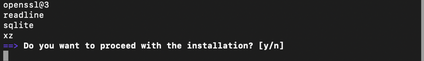 openssl@3
readline
sqlite
xz
==> Do you want to proceed with the installation? [y/n]